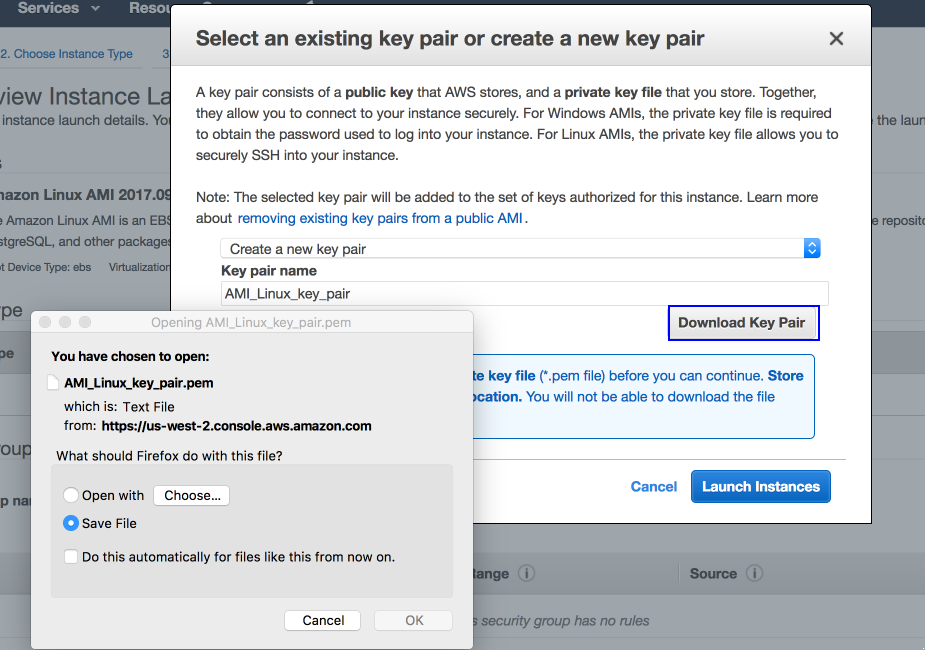 Services
2. Choose Instance Type
3
view Instance La
instance launch details. You
the laun
Amazon Linux AMI 2017.09
Amazon Linux AMI is an EBS
e repositor
stgreSQL, and other packages
t Device Type: ebs Virtualization
ype
Select an existing key pair or create a new key pair
A key pair consists of a public key that AWS stores, and a private key file that you store. Together,
they allow you to connect to your instance securely. For Windows AMIs, the private key file is required
to obtain the password used to log into your instance. For Linux AMIs, the private key file allows you to
securely SSH into your instance.
Note: The selected key pair will be added to the set of keys authorized for this instance. Learn more
about removing existing key pairs from a public AMI.
Create a new key pair
Key pair name
AMI_Linux_key_pair
Download Key Pair
te key file (*.pem file) before you can continue. Store
ocation. You will not be able to download the file
Cancel
Launch Instances
Opening AMI_Linux_key_pair.pem
You have chosen to open:
AMI_Linux_key_pair.pem
which is: Text File
from: https://us-west-2.console.aws.amazon.com
What should Firefox do with this file?
Open with
Choose...
Save File
Do this automatically for files like this from now on.
Cancel
OK
Range
Source
s security group has no rules